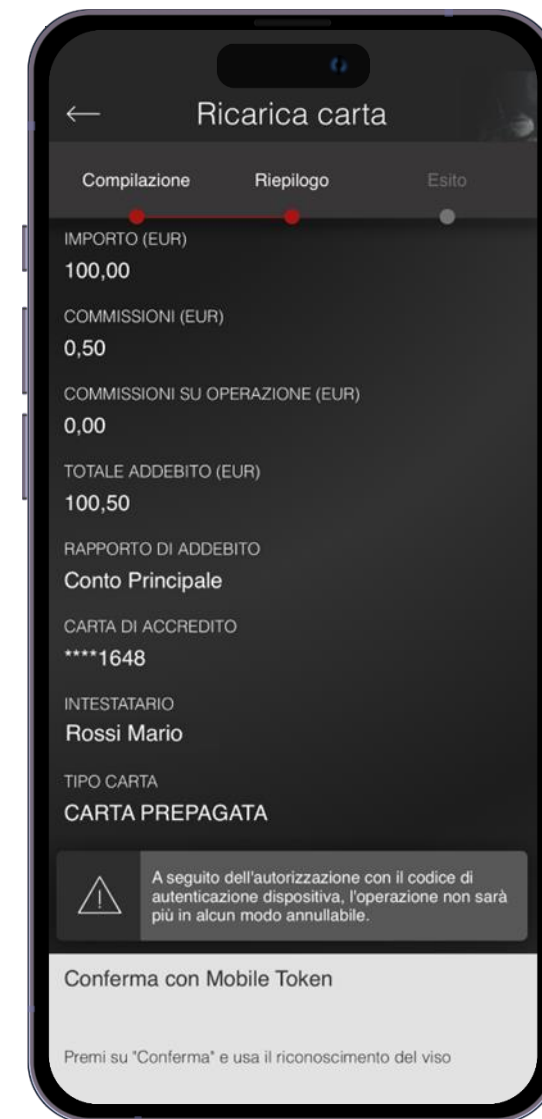 Ricarica carta
Compilazione Riepilogo Esito
IMPORTO (EUR)
100,00
COMMISSIONI (EUR)
0,50
COMMISSIONI SU OPERAZIONE (EUR)
0,00
TOTALE ADDEBITO (EUR)
100,50
RAPPORTO DI ADDEBITO
Conto Principale
CARTA DI ACCREDITO
****1648
INTESTATARIO
Rossi Mario
TIPO CARTA
CARTA PREPAGATA
A seguito dell'autorizzazione con il codice di
autenticazione dispositiva, l'operazione non sarà
più in alcun modo annullabile.
Conferma con Mobile Token
Premi su "Conferma" e usa il riconoscimento del viso